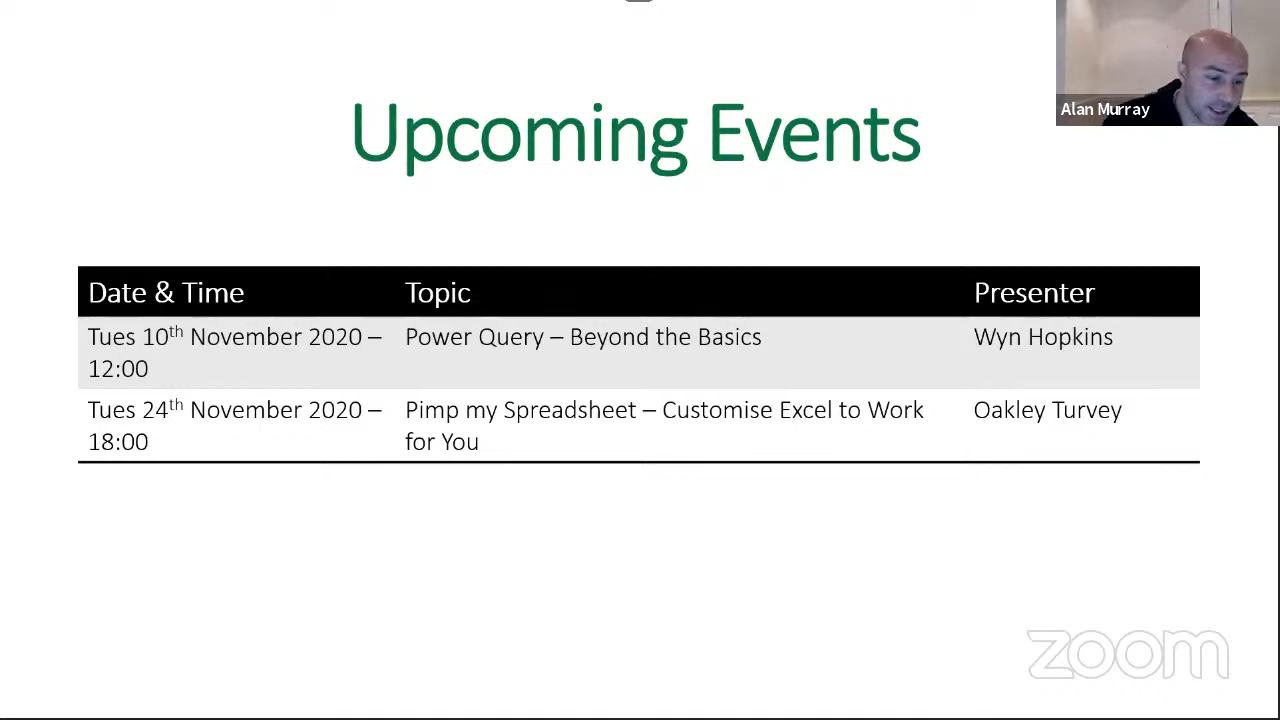 Alan Murray
Upcoming Events
Date & Time Topic Presenter
Tues 10th November 2020 – Power Query – Beyond the Basics Wyn Hopkins
12:00
Tues 24th November 2020 – Pimp my Spreadsheet – Customise Excel to Work Oakley Turvey
18:00 for You
zoom